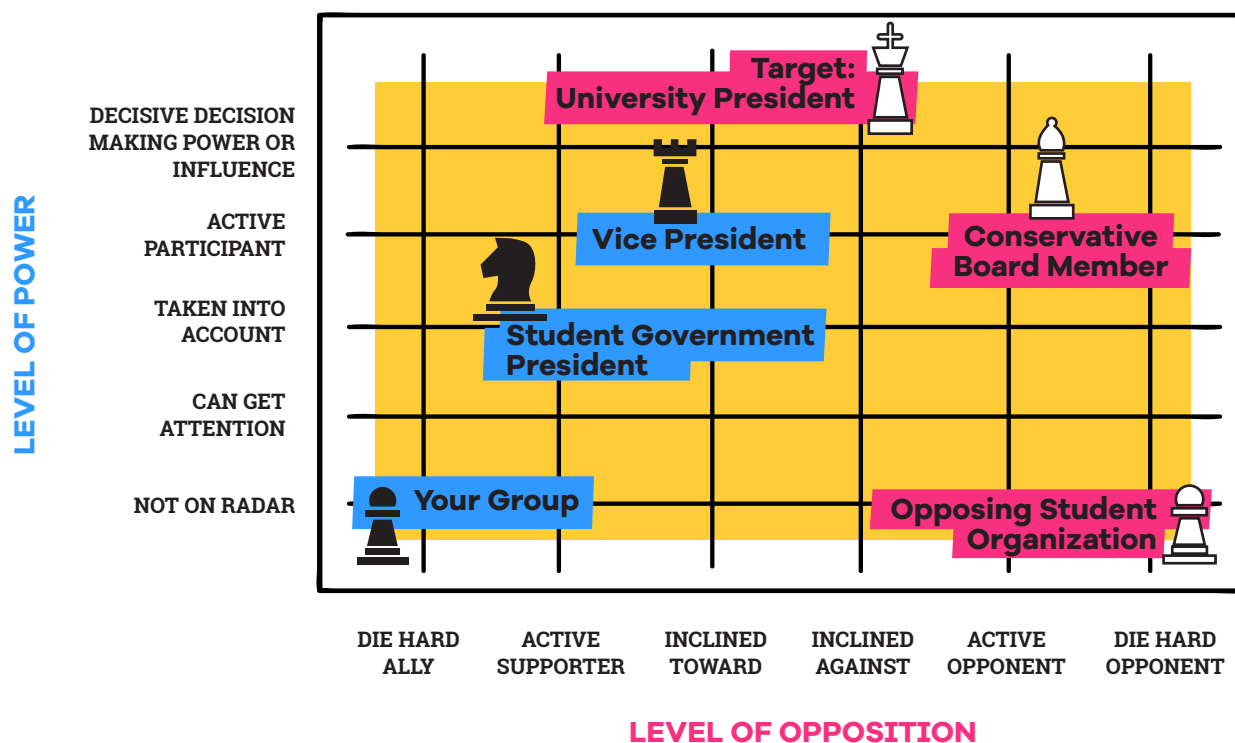 LEVEL OF POWER
DECISIVE DECISION
MAKING POWER OR
INFLUENCE
ACTIVE
PARTICIPANT
TAKEN INTO
ACCOUNT
CAN GET
ATTENTION
NOT ON RADAR
Target:
University President
Vice President
Conservative
Board Member
Student Government
President
Your Group
Opposing Student
Organization
DIE HARD
ALLY
ACTIVE
SUPPORTER
INCLINED
TOWARD
INCLINED
AGAINST
ACTIVE
OPPONENT
DIE HARD
OPPONENT
LEVEL OF OPPOSITION